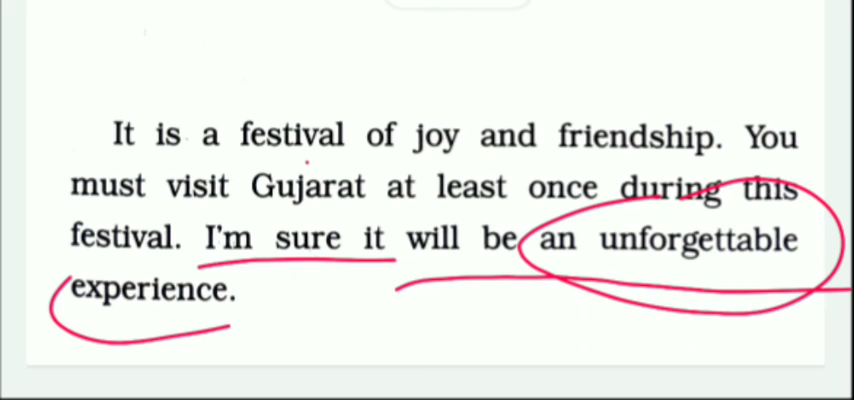 It is a festival of joy and friendship. You
must visit Gujarat at least once during this
festival. I'm sure it will be an unforgettable
experience.